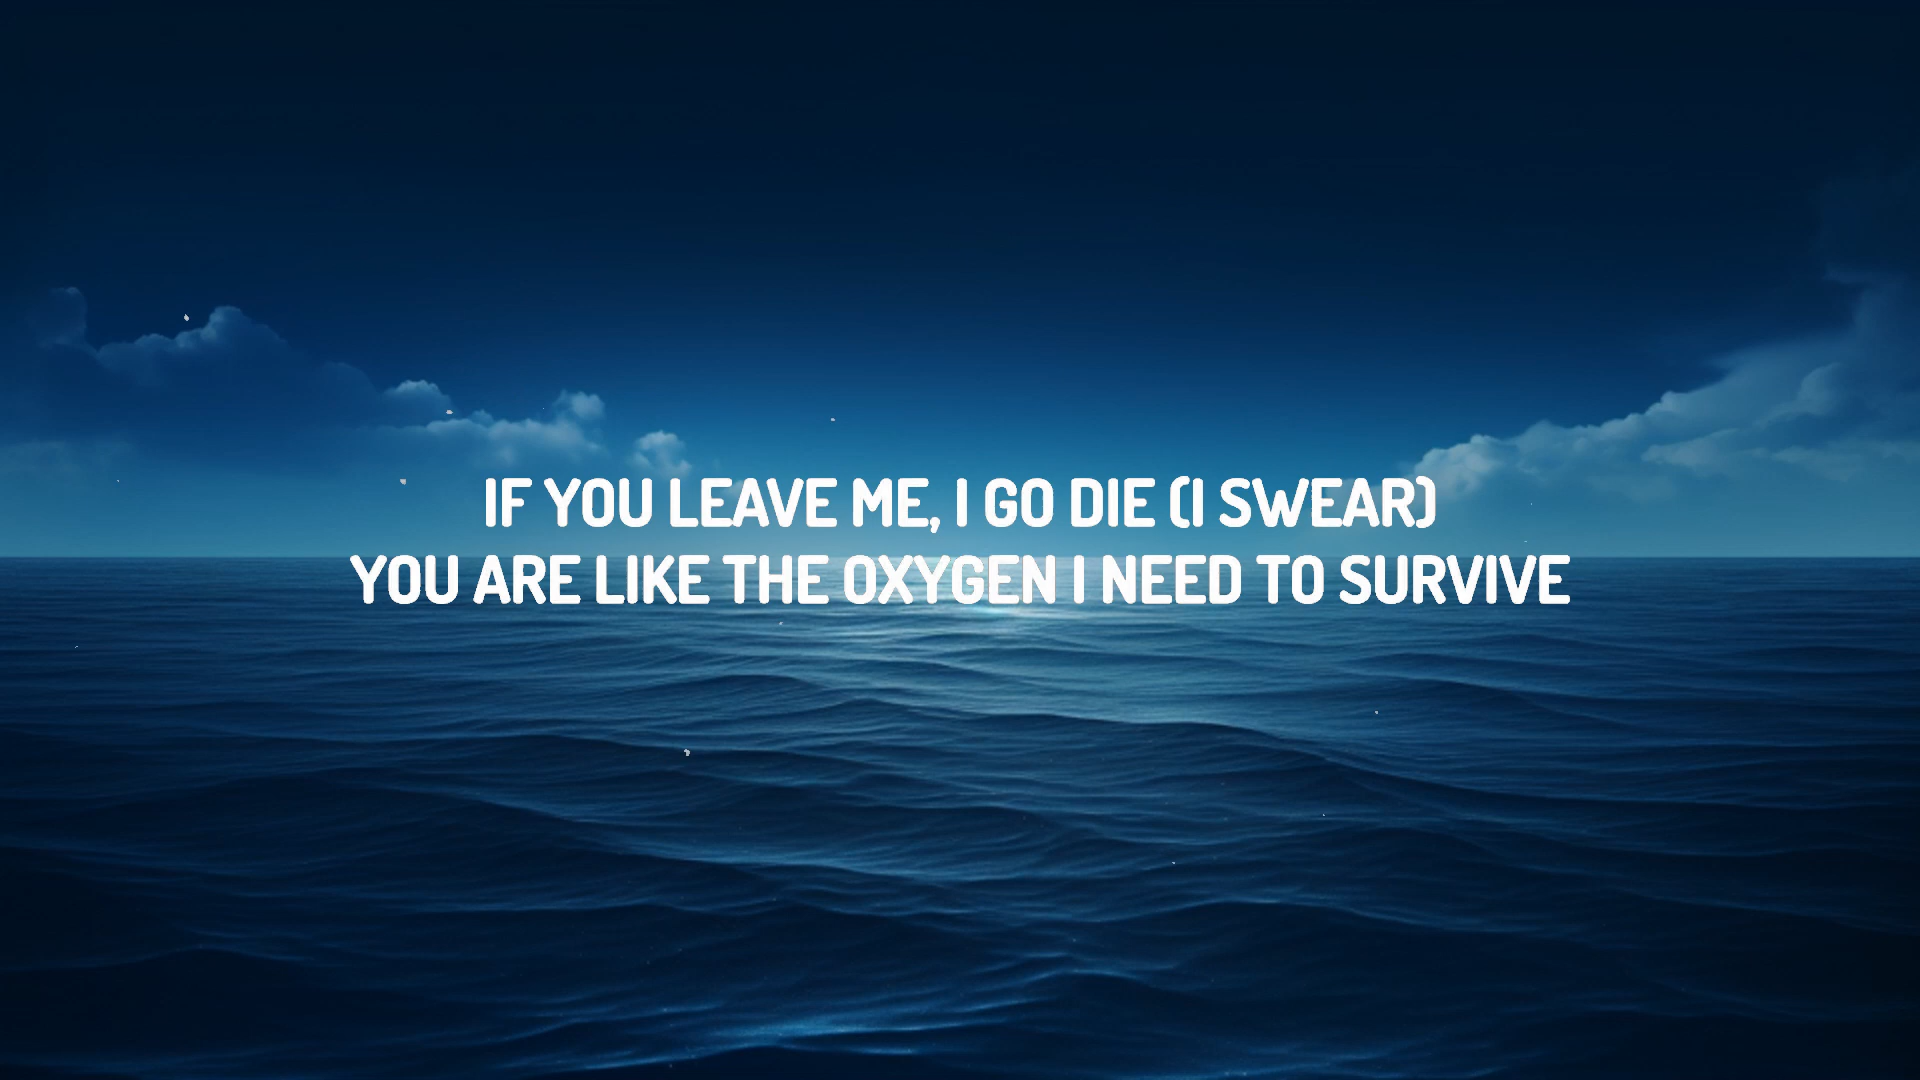 IF YOU LEAVE ME, I GO DIE (I SWEAR)
YOU ARE LIKE THE OXYGEN I NEED TO SURVIVE